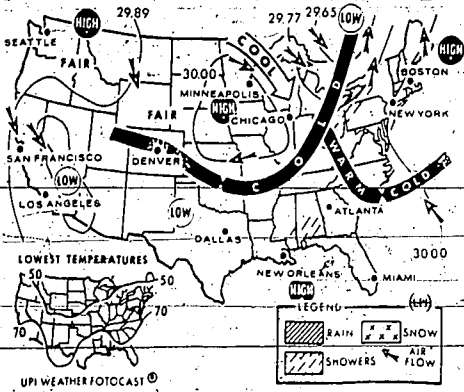 29.89
29.77 29.65
LOW
HIGH
HIGH
SEATTLE
FAIR
COOL
30.00
BOSTON
MINNEAPOLIS
FAIR
HIGH
CHICAGO
NEW YORK
COLD
WARM
SAN FRANCISCO
DENVER
COLD
LOW
LOS ANGELES
LOW
ATLANTA
DALLAS
30.00
LOWEST TEMPERATURES
NEW ORLEANS
MIAMI
HIGH
50
50
70
70
LEGEND
(UPI)
RAIN
SNOW
SHOWERS
AIR FLOW
UPI WEATHER FOTOCAST ®